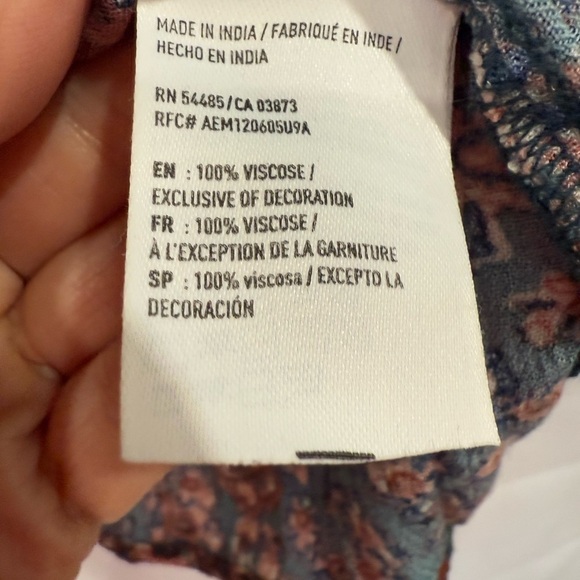 MADE IN INDIA / FABRIQUÉ EN INDE /
HECHO EN INDIA
RN 54485/CA 03873
RFC# AEM120605U9A
EN : 100% VISCOSE /
EXCLUSIVE OF DECORATION
FR : 100% VISCOSE /
À L'EXCEPTION DE LA GARNITURE
SP : 100% viscosa / EXCEPTO LA
DECORACIÓN